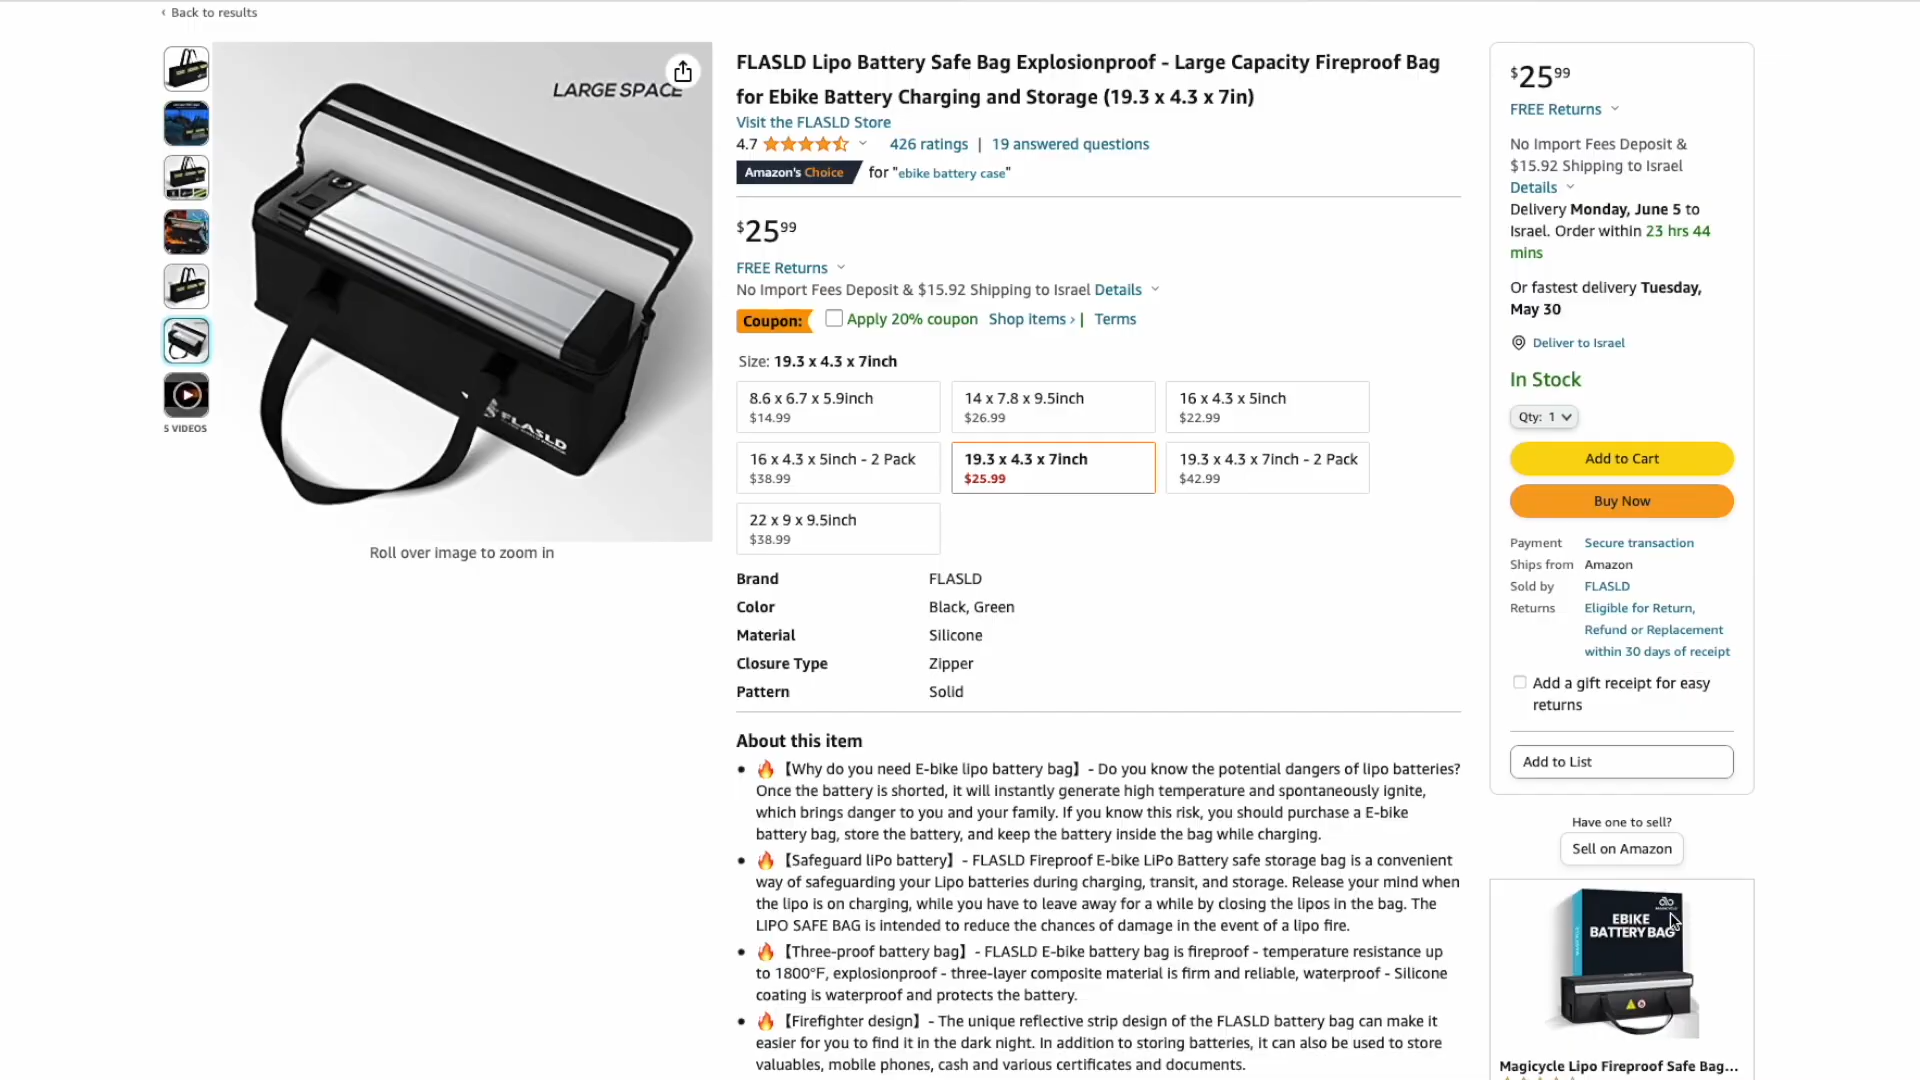 ‹ Back to results
LARGE SPACE
FLASLD
5 VIDEOS
Roll over image to zoom in
FLASLD Lipo Battery Safe Bag Explosionproof - Large Capacity Fireproof Bag
for Ebike Battery Charging and Storage (19.3 x 4.3 x 7in)
Visit the FLASLD Store
4.7 426 ratings | 19 answered questions
Amazon's Choice for "ebike battery case"
$25 99
FREE Returns
No Import Fees Deposit & $15.92 Shipping to Israel Details
Coupon: Apply 20% coupon Shop items › | Terms
Size: 19.3 x 4.3 x 7inch
8.6 x 6.7 x 5.9inch
$14.99
14 x 7.8 x 9.5inch
$26.99
16 x 4.3 x 5inch
$22.99
16 x 4.3 x 5inch - 2 Pack
$38.99
19.3 x 4.3 x 7inch
$25.99
19.3 x 4.3 x 7inch - 2 Pack
$42.99
22 x 9 x 9.5inch
$38.99
Brand FLASLD
Color Black, Green
Material Silicone
Closure Type Zipper
Pattern Solid
About this item
• 🔥【Why do you need E-bike lipo battery bag】- Do you know the potential dangers of lipo batteries?
Once the battery is shorted, it will instantly generate high temperature and spontaneously ignite,
which brings danger to you and your family. If you know this risk, you should purchase a E-bike
battery bag, store the battery, and keep the battery inside the bag while charging.
• 🔥【Safeguard liPo battery】- FLASLD Fireproof E-bike LiPo Battery safe storage bag is a convenient
way of safeguarding your Lipo batteries during charging, transit, and storage. Release your mind when
the lipo is on charging, while you have to leave away for a while by closing the lipos in the bag. The
LIPO SAFE BAG is intended to reduce the chances of damage in the event of a lipo fire.
• 🔥【Three-proof battery bag】- FLASLD E-bike battery bag is fireproof - temperature resistance up
to 1800°F, explosionproof - three-layer composite material is firm and reliable, waterproof - Silicone
coating is waterproof and protects the battery.
• 🔥【Firefighter design】- The unique reflective strip design of the FLASLD battery bag can make it
easier for you to find it in the dark night. In addition to storing batteries, it can also be used to store
valuables, mobile phones, cash and various certificates and documents.
$25 99
FREE Returns
No Import Fees Deposit &
$15.92 Shipping to Israel
Details
Delivery Monday, June 5 to
Israel. Order within 23 hrs 44
mins
Or fastest delivery Tuesday,
May 30
Deliver to Israel
In Stock
Qty: 1
Add to Cart
Buy Now
Payment Secure transaction
Ships from Amazon
Sold by FLASLD
Returns Eligible for Return,
Refund or Replacement
within 30 days of receipt
Add a gift receipt for easy
returns
Add to List
Have one to sell?
Sell on Amazon
EBIKE
BATTERY BAG
Magicycle Lipo Fireproof Safe Bag...